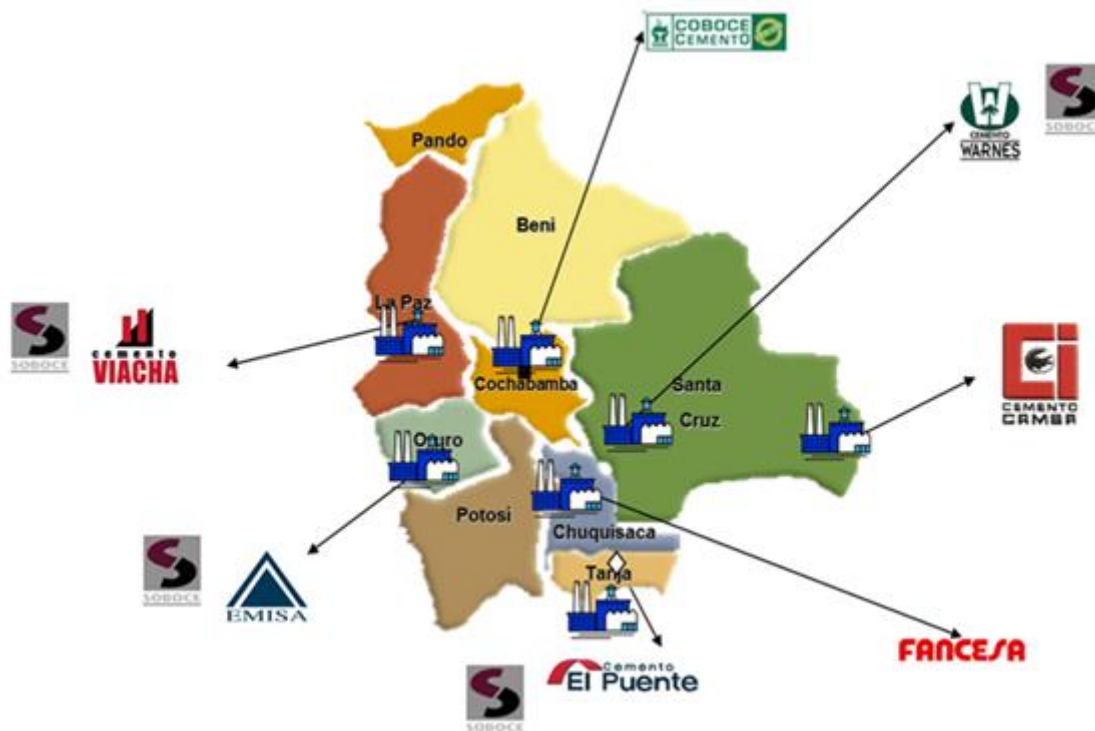 COBOCE
CEMENTO
CEMENTO
WARNES
SOBOCE
Pando
Beni
La Paz
SOBOCE
cemento
VIACHA
Cochabamba
Santa
Cruz
CEMENTO
CAMBA
Oruro
Potosí
Chuquisaca
Tarija
SOBOCE
EMISA
FANCESA
SOBOCE
Cemento
El Puente